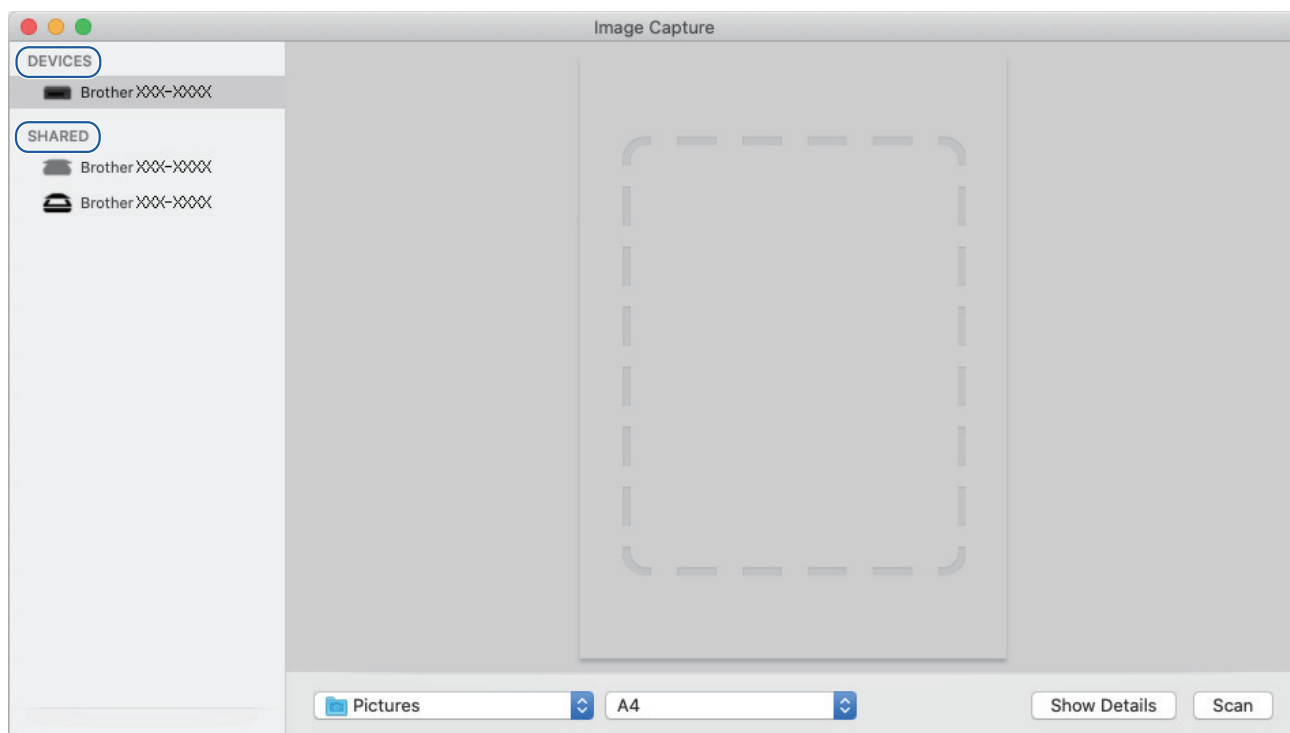 Image Capture
DEVICES
Brother XXX-XXXX
SHARED
Brother XXX-XXXX
Brother XXX-XXXX
Pictures
A4
Show Details
Scan